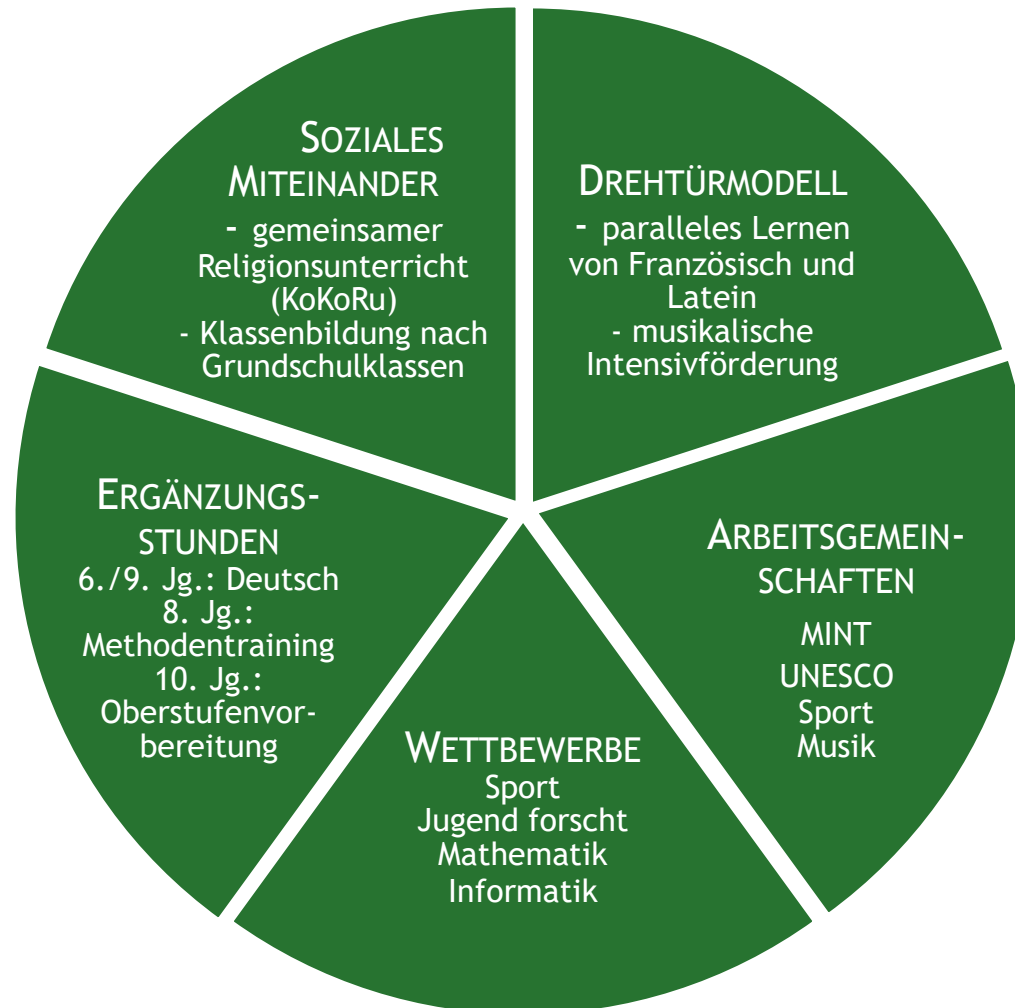 SOZIALES
MITEINANDER
- gemeinsamer
Religionsunterricht
(KoKoRu)
- Klassenbildung nach
Grundschulklassen
DREHTÜRMODELL
- paralleles Lernen
von Französisch und
Latein
- musikalische
Intensivförderung
ARBEITSGEMEIN-
SCHAFTEN
MINT
UNESCO
Sport
Musik
WETTBEWERBE
Sport
Jugend forscht
Mathematik
Informatik
ERGÄNZUNGS-
STUNDEN
6./9. Jg.: Deutsch
8. Jg.:
Methodentraining
10. Jg.:
Oberstufenvor-
bereitung